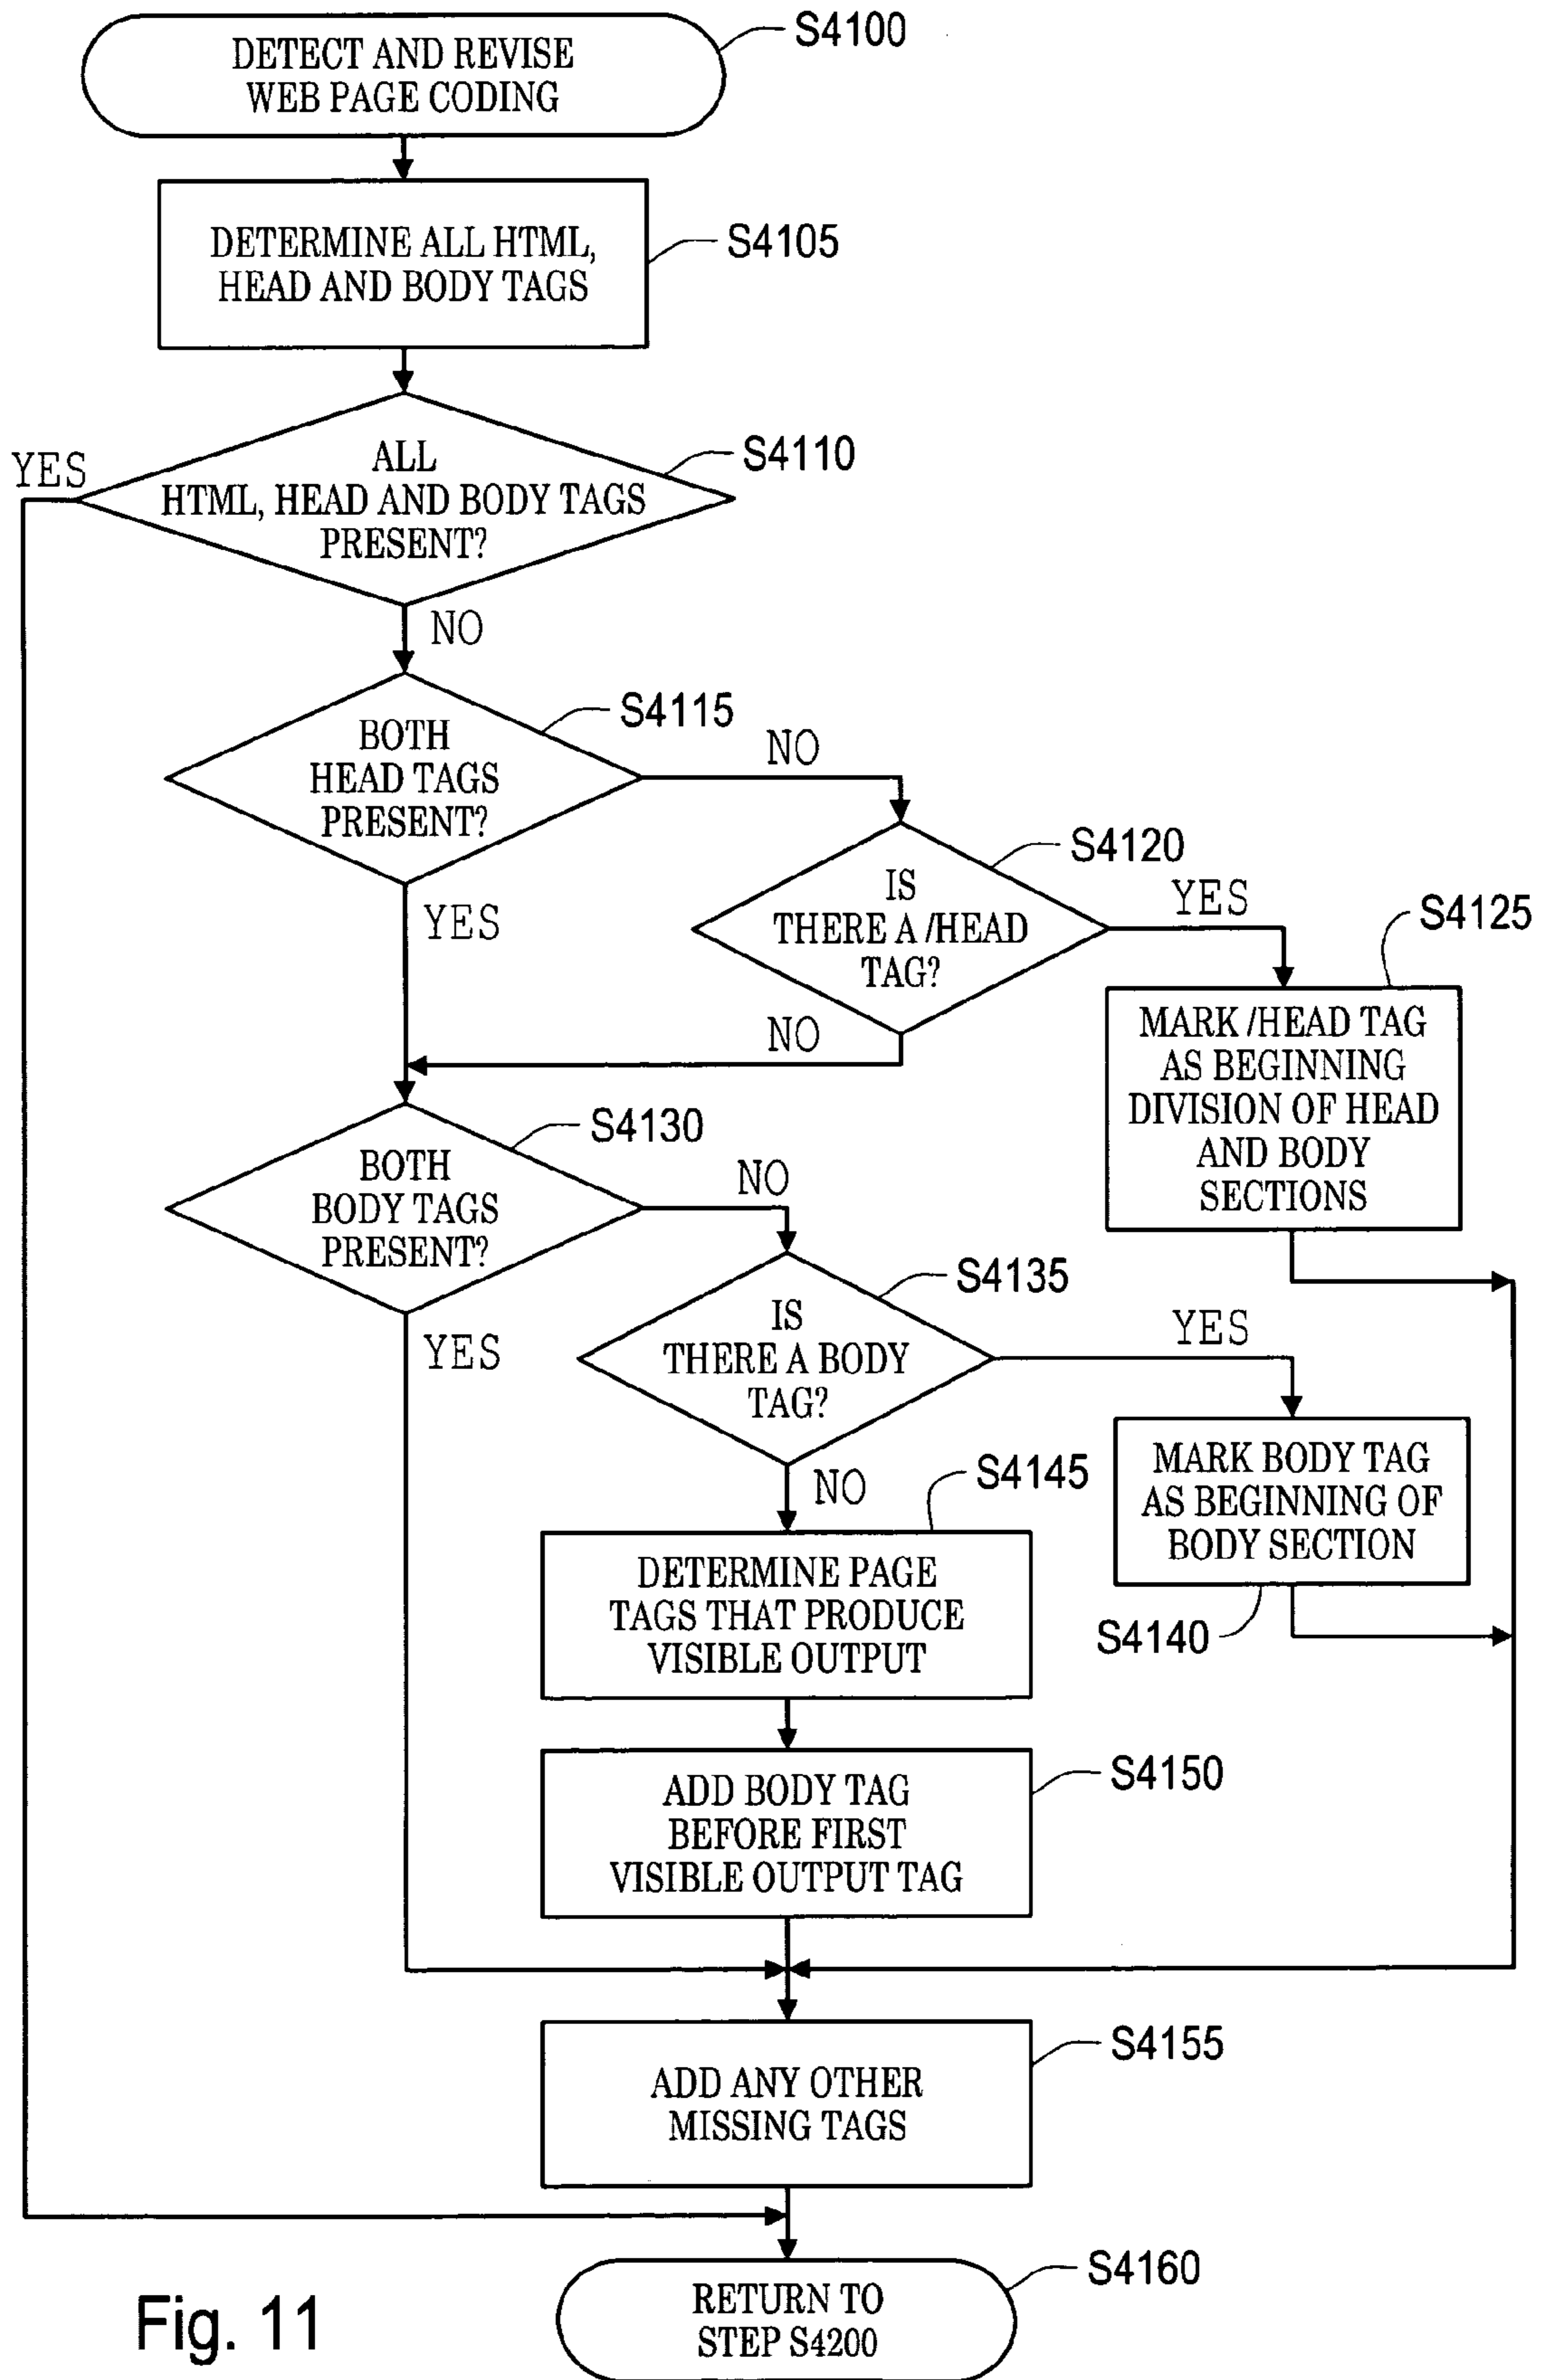 S4100
DETECT AND REVISE
WEB PAGE CODING
DETERMINE ALL HTML,
HEAD AND BODY TAGS
S4105
S4110
YES
ALL
HTML, HEAD AND BODY TAGS
PRESENT?
NO
S4115
BOTH
HEAD TAGS
PRESENT?
NO
YES
S4120
IS
THERE A /HEAD
TAG?
YES
NO
S4125
MARK /HEAD TAG
AS BEGINNING
DIVISION OF HEAD
AND BODY
SECTIONS
S4130
BOTH
BODY TAGS
PRESENT?
NO
YES
S4135
IS
THERE A BODY
TAG?
YES
NO
MARK BODY TAG
AS BEGINNING OF
BODY SECTION
S4140
S4145
DETERMINE PAGE
TAGS THAT PRODUCE
VISIBLE OUTPUT
S4150
ADD BODY TAG
BEFORE FIRST
VISIBLE OUTPUT TAG
S4155
ADD ANY OTHER
MISSING TAGS
S4160
RETURN TO
STEP S4200
Fig. 11